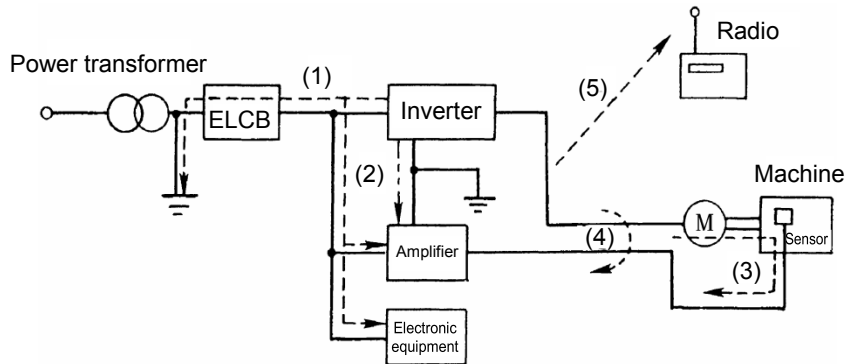 Radio
Power transformer
(1)
(5)
ELCB
Inverter
(2)
Machine
M
Sensor
Amplifier
(4)
(3)
Electronic
equipment